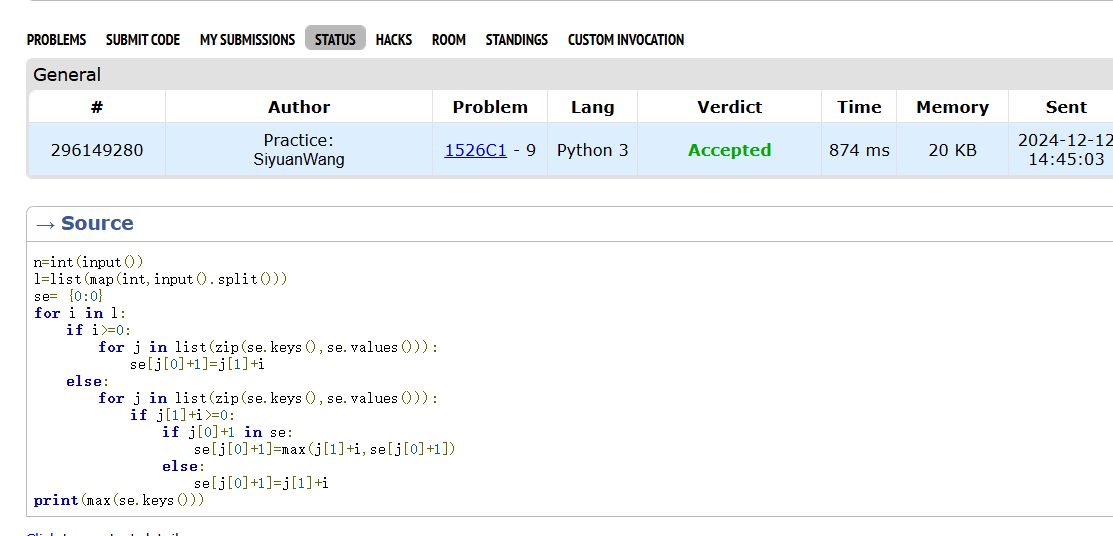 PROBLEMS SUBMIT CODE MY SUBMISSIONS STATUS HACKS ROOM STANDINGS CUSTOM INVOCATION
General
# Author Problem Lang Verdict Time Memory Sent
296149280 Practice: SiyuanWang 1526C1 - 9 Python 3 Accepted 874 ms 20 KB 2024-12-12 14:45:03
→ Source
n=int(input())
l=list(map(int,input().split()))
se= {0:0}
for i in l:
    if i>=0:
        for j in list(zip(se.keys(),se.values())):
            se[j[0]+1]=j[1]+i
    else:
        for j in list(zip(se.keys(),se.values())):
            if j[1]+i>=0:
                if j[0]+1 in se:
                    se[j[0]+1]=max(j[1]+i,se[j[0]+1])
                else:
                    se[j[0]+1]=j[1]+i
print(max(se.keys()))